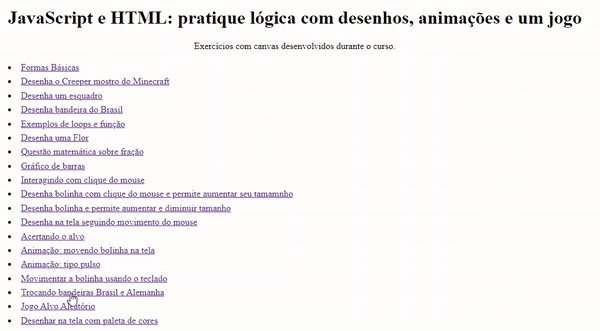 JavaScript e HTML: pratique lógica com desenhos, animações e um jogo
Exercícios com canvas desenvolvidos durante o curso.
Formas Básicas
Desenha o Creeper mostro do Minecraft
Desenha um esquadro
Desenha bandeira do Brasil
Exemplos de loops e função
Desenha uma Flor
Questão matemática sobre fração
Gráfico de barras
Interagindo com clique do mouse
Desenha bolinha com clique do mouse e permite aumentar seu tamamnho
Desenha bolinha e permite aumentar e diminuir tamanho
Desenha na tela seguindo movimento do mouse
Acertando o alvo
Animação: movendo bolinha na tela
Animação: tipo pulso
Movimentar a bolinha usando o teclado
Trocando bandeiras Brasil e Alemanha
Jogo Alvo Aleatório
Desenhar na tela com paleta de cores